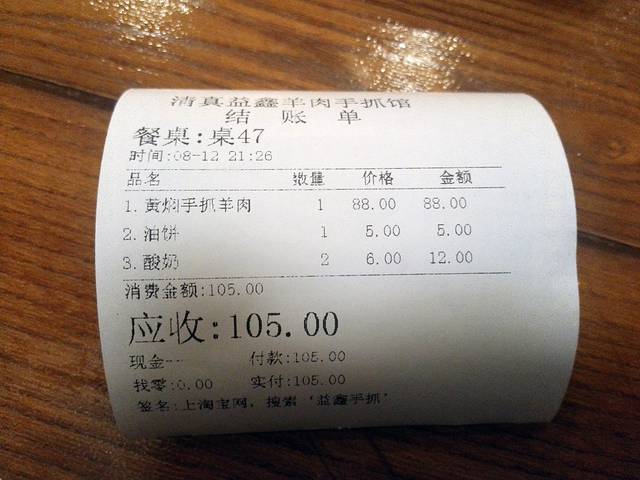 清真益鑫羊肉手抓馆
结 账 单
餐桌:桌47
时间:08-12 21:26
品名 数量 价格 金额
1. 黄焖手抓羊肉 1 88.00 88.00
2. 油饼 1 5.00 5.00
3. 酸奶 2 6.00 12.00
消费金额:105.00
应收:105.00
现金--- 付款:105.00
找零:0.00 实付:105.00
签名:上淘宝网，搜索‘益鑫手抓’